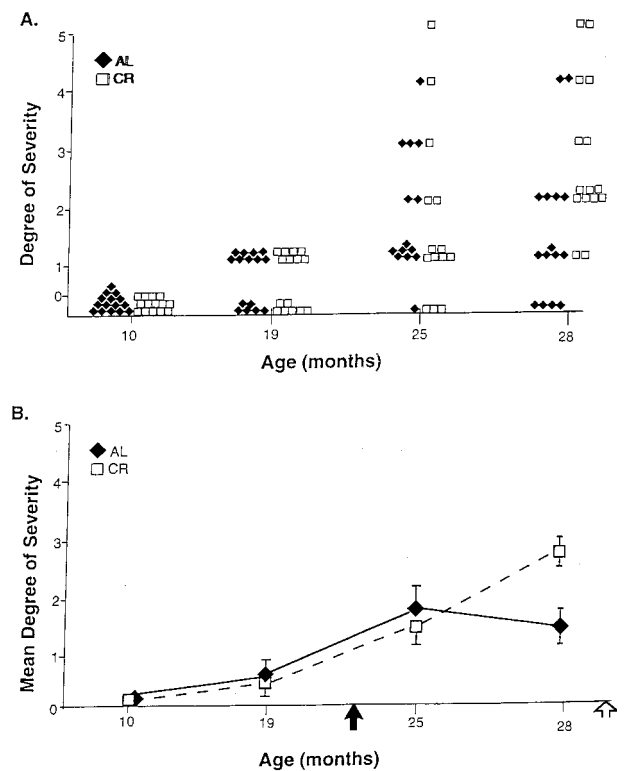 A.
5
4
3
2
1
0
Degree of Severity
AL
CR
10
19
25
28
Age (months)
B.
5
4
3
2
1
0
Mean Degree of Severity
AL
CR
10
19
25
28
Age (months)